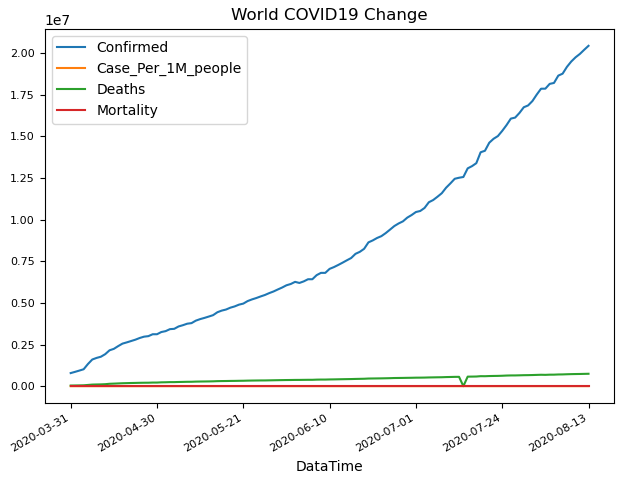 World COVID19 Change
1e7
Confirmed
Case_Per_1M_people
Deaths
Mortality
2.00
1.75
1.50
1.25
1.00
0.75
0.50
0.25
0.00
2020-03-31
2020-04-30
2020-05-21
2020-06-10
2020-07-01
2020-07-24
2020-08-13
DataTime